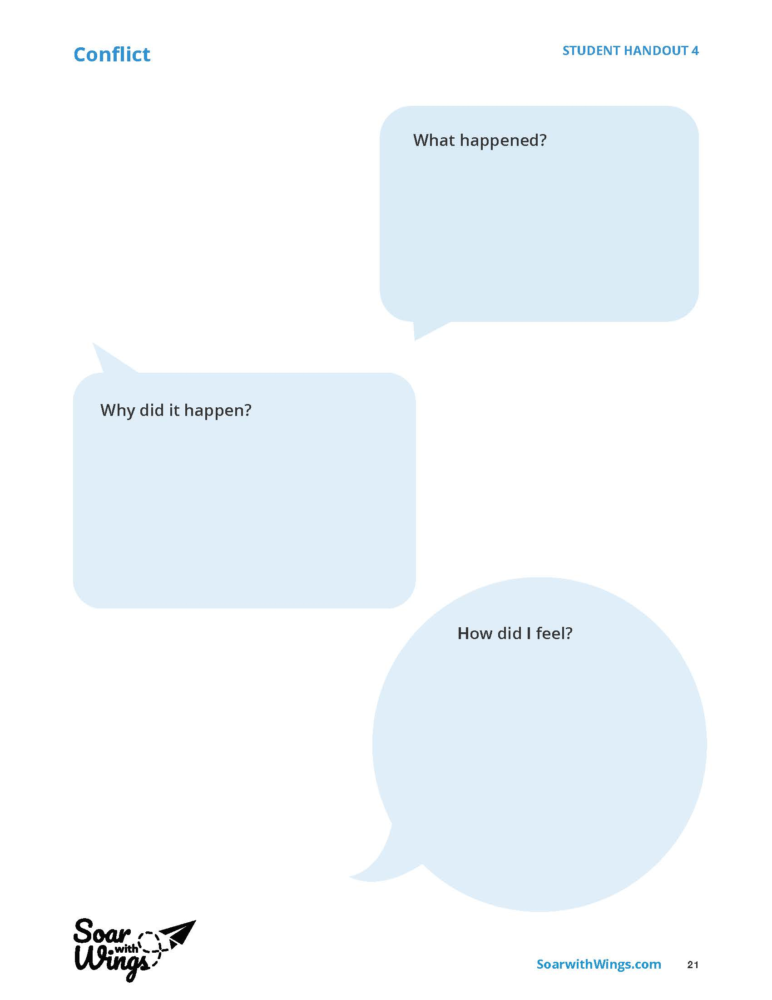 Conflict
STUDENT HANDOUT 4
What happened?
Why did it happen?
How did I feel?
Soar
with
Wings
SoarwithWings.com
21